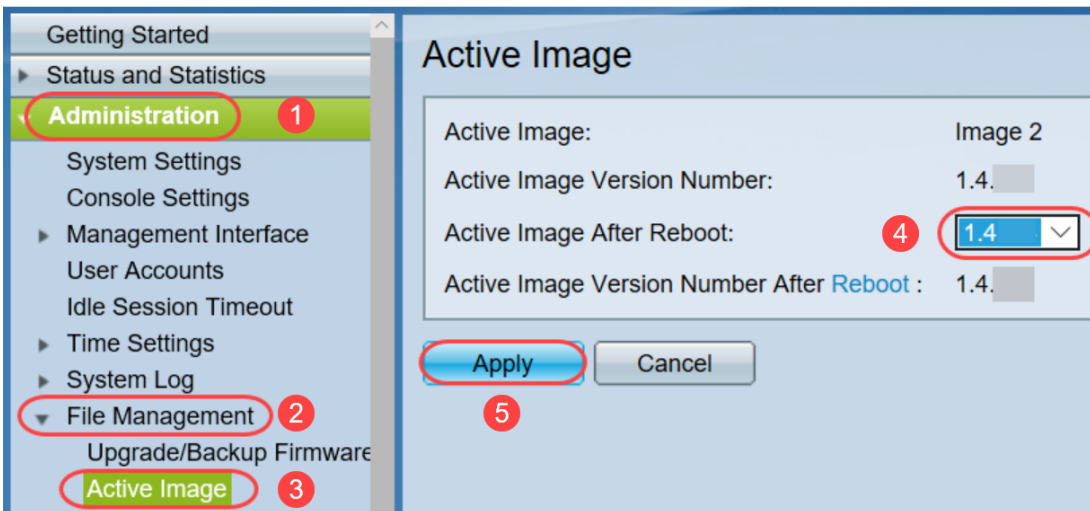 Getting Started
Status and Statistics
Administration 1
System Settings
Console Settings
Management Interface
User Accounts
Idle Session Timeout
Time Settings
System Log
File Management 2
Upgrade/Backup Firmware
Active Image 3
Active Image
Active Image: Image 2
Active Image Version Number: 1.4.
Active Image After Reboot: 4 1.4
Active Image Version Number After Reboot : 1.4.
Apply Cancel
5